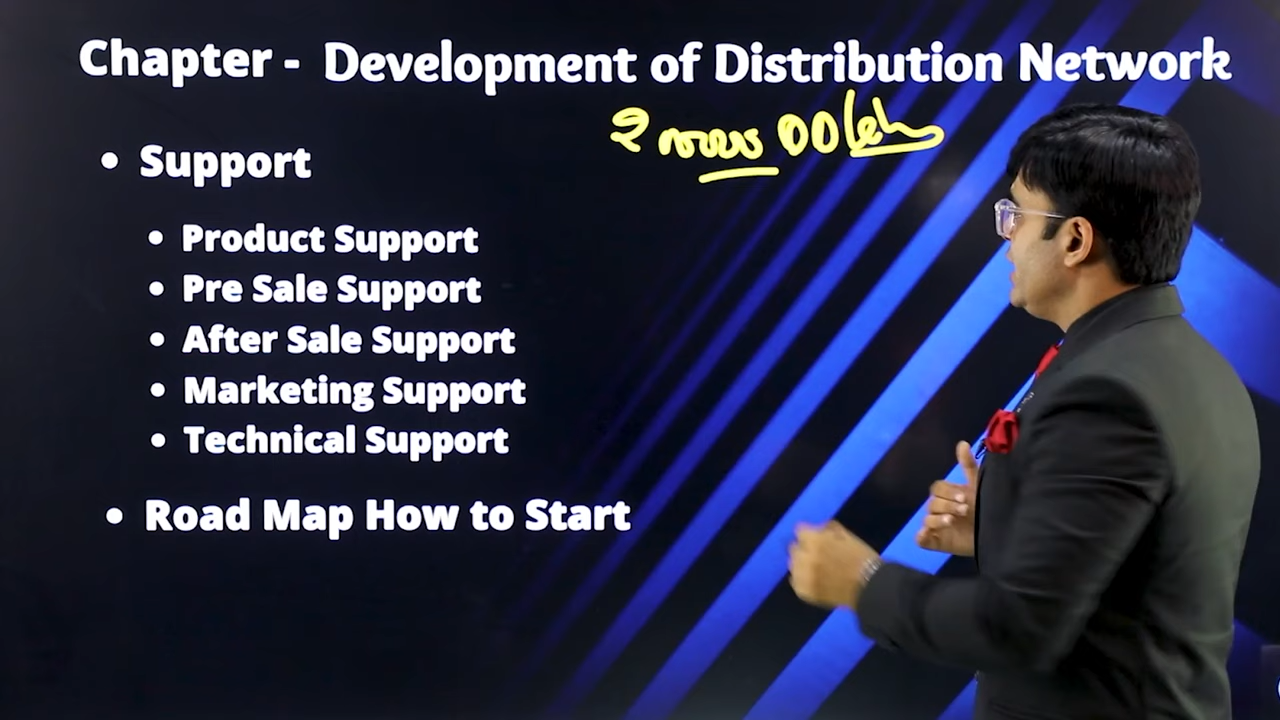 Chapter - Development of Distribution Network
• Support
• Product Support
• Pre Sale Support
• After Sale Support
• Marketing Support
• Technical Support
• Road Map How to Start